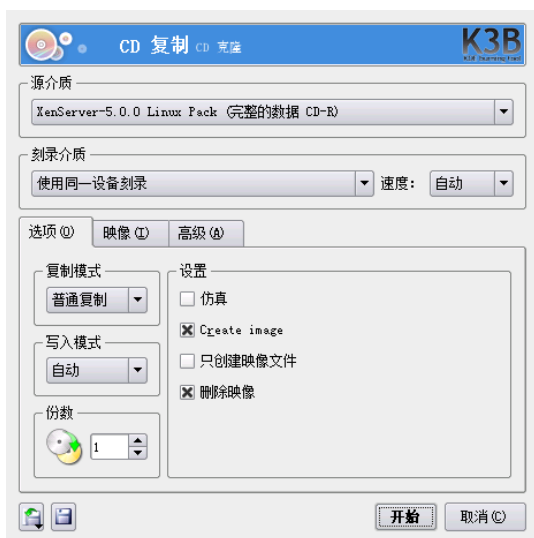 CD 复制 CD 克隆
K3B
源介质
XenServer-5.0.0 Linux Pack (完整的数据 CD-R)
刻录介质
使用同一设备刻录
速度：
自动
选项(O)
映像(I)
高级(A)
复制模式
普通复制
写入模式
自动
份数
1
设置
仿真
Create image
只创建映像文件
删除映像
开始
取消(C)